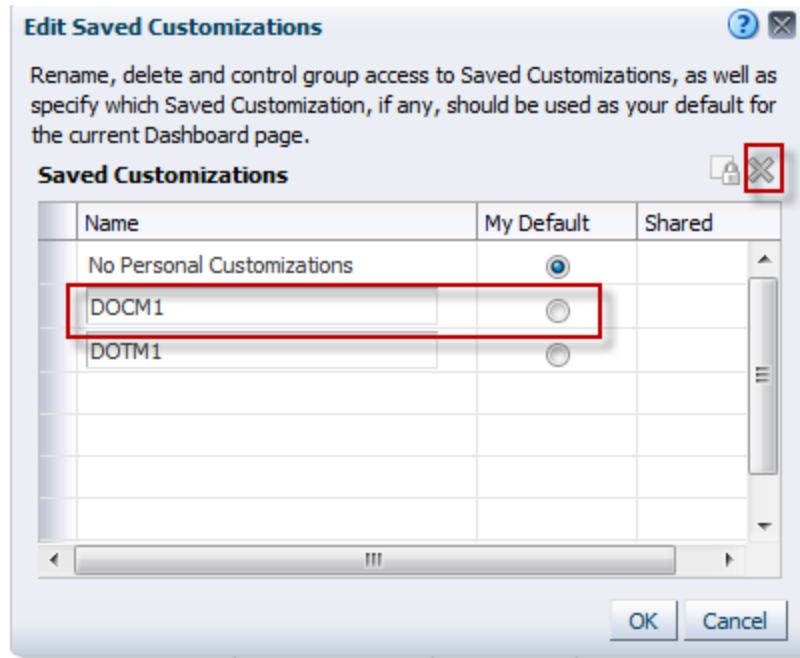 Edit Saved Customizations
Rename, delete and control group access to Saved Customizations, as well as
specify which Saved Customization, if any, should be used as your default for
the current Dashboard page.
Saved Customizations
Name My Default Shared
No Personal Customizations
DOCM1
DOTM1
OK Cancel